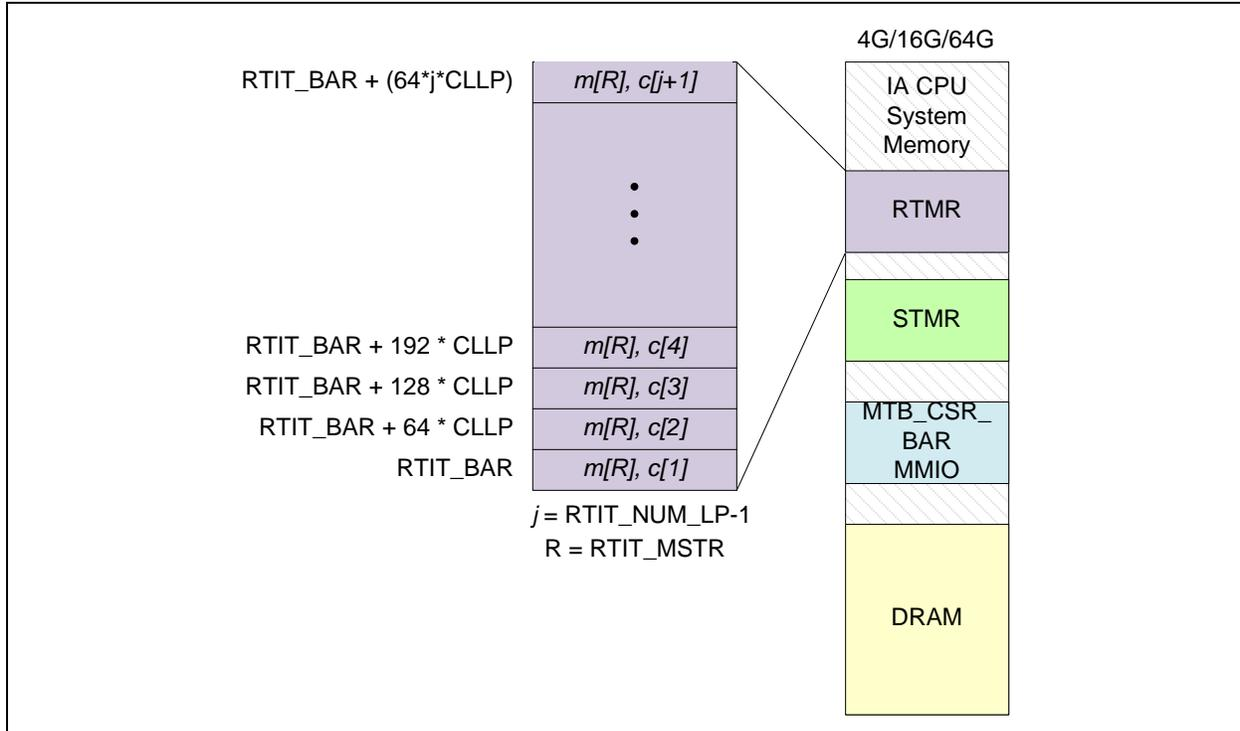 4G/16G/64G
RTIT_BAR + (64*j*CLLP)
m[R], c[j+1]
IA CPU
System
Memory
RTMR
STMR
RTIT_BAR + 192 * CLLP
m[R], c[4]
RTIT_BAR + 128 * CLLP
m[R], c[3]
RTIT_BAR + 64 * CLLP
m[R], c[2]
RTIT_BAR
m[R], c[1]
MTB_CSR_
BAR
MMIO
j = RTIT_NUM_LP-1
R = RTIT_MSTR
DRAM